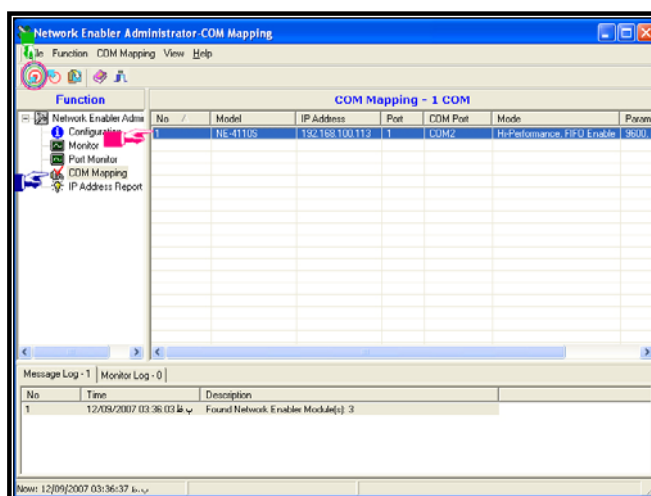 Network Enabler Administrator-COM Mapping
File Function COM Mapping View Help
Function
COM Mapping - 1 COM
Network Enabler Admi
Configuration
Monitor
Port Monitor
COM Mapping
IP Address Report
No / Model IP Address Port COM Port Mode Param
1 NE-4110S 192.168.100.113 1 COM2 Hi-Performance, FIFO Enable 9600,
Message Log - 1 Monitor Log - 0
No Time Description
1 12/09/2007 03:36:03 ب.ظ Found Network Enabler Module(s): 3
Now: 12/09/2007 03:36:37